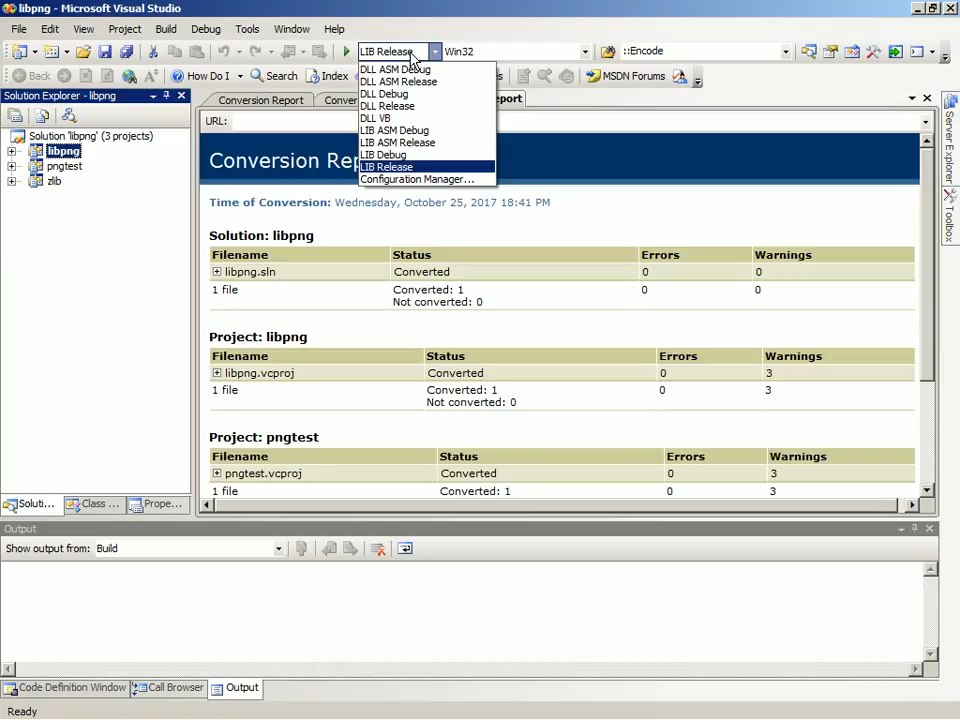 libpng - Microsoft Visual Studio
File Edit View Project Build Debug Tools Window Help
LIB Release Win32 ::Encode
Back How Do I Search Index MSDN Forums
Solution Explorer - libpng
Solution 'libpng' (3 projects)
libpng
pngtest
zlib
DLL ASM Debug
DLL ASM Release
DLL Debug
DLL Release
DLL VB
LIB ASM Debug
LIB ASM Release
LIB Debug
LIB Release
Configuration Manager...
Conversion Report
URL:
Time of Conversion: Wednesday, October 25, 2017 18:41 PM
Solution: libpng
Filename Status Errors Warnings
libpng.sln Converted 0 0
1 file Converted: 1 0 0
Not converted: 0
Project: libpng
Filename Status Errors Warnings
libpng.vcproj Converted 0 3
1 file Converted: 1 0 3
Not converted: 0
Project: pngtest
Filename Status Errors Warnings
pngtest.vcproj Converted 0 3
1 file Converted: 1 0 3
Server Explorer
Toolbox
Soluti... Class ... Prope...
Output
Show output from: Build
Code Definition Window Call Browser Output
Ready